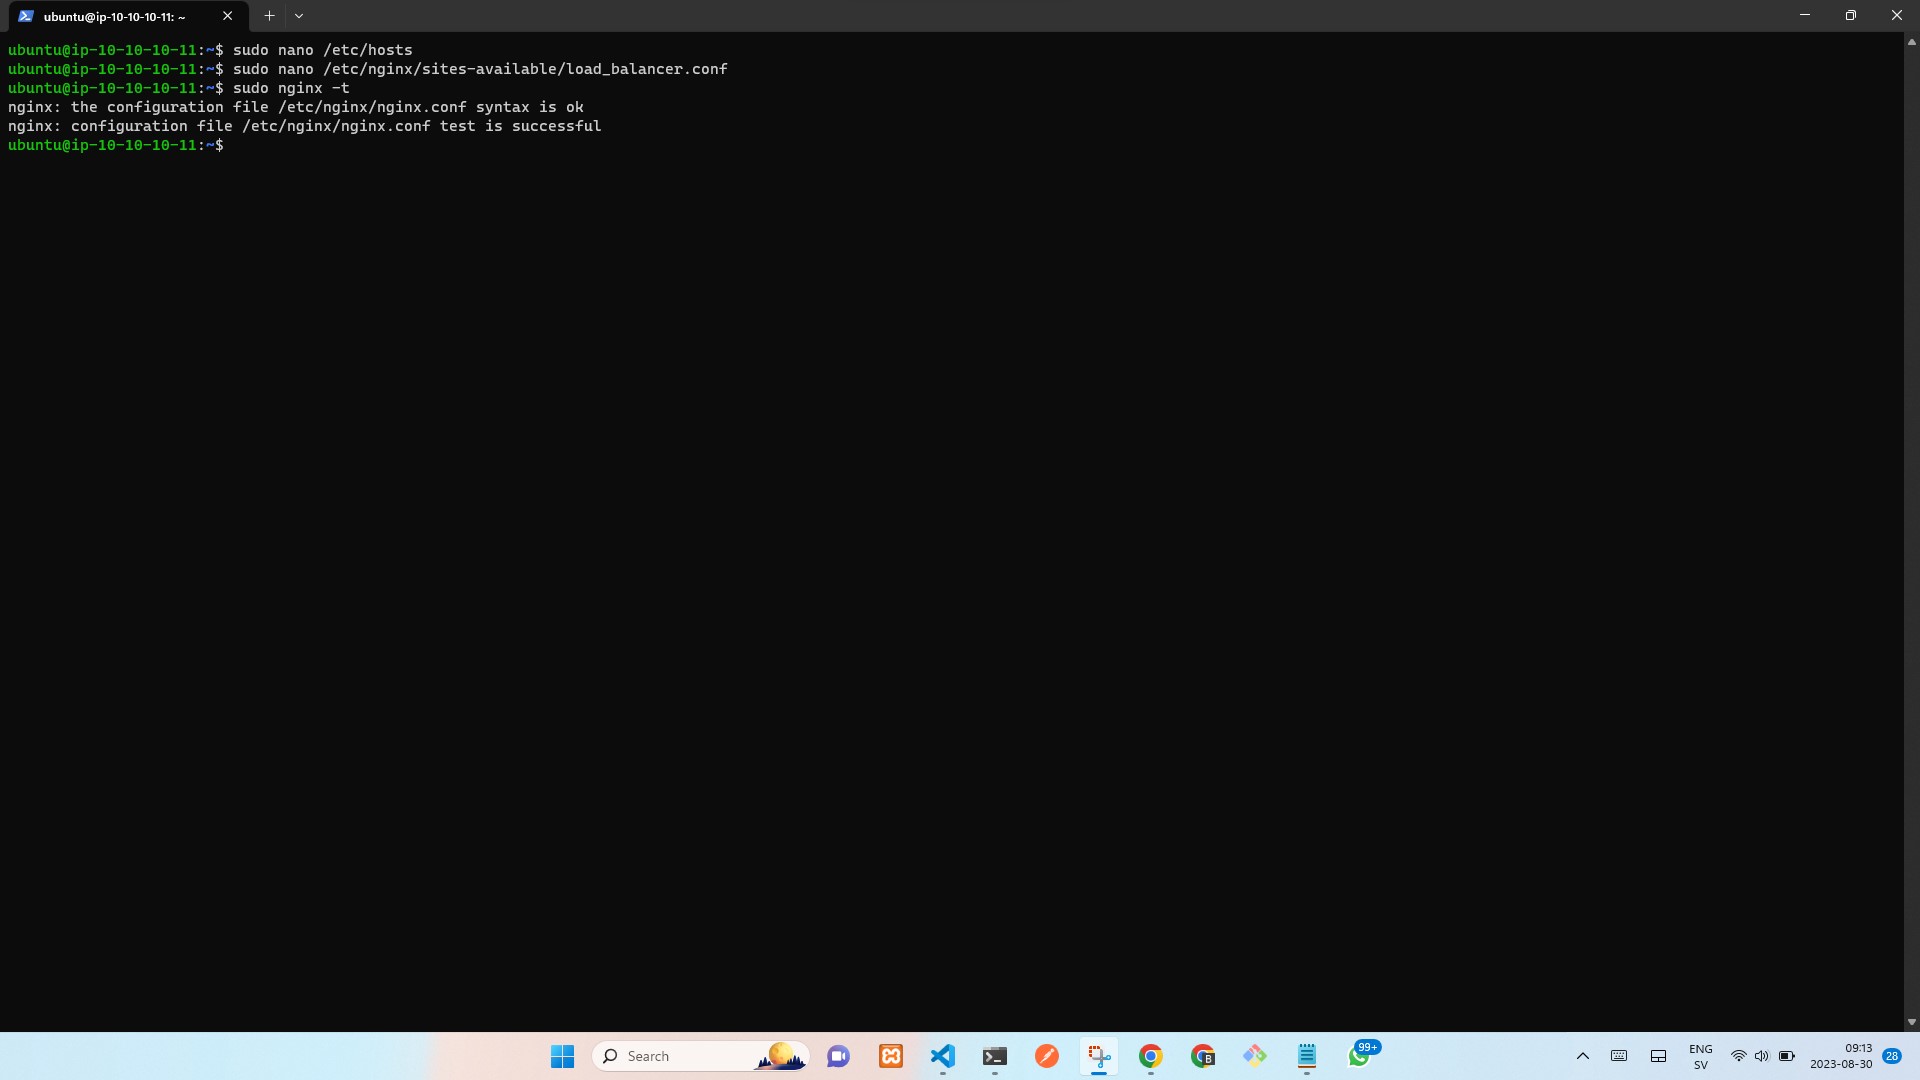 ubuntu@ip-10-10-10-11: ~
ubuntu@ip-10-10-10-11:~$ sudo nano /etc/hosts
ubuntu@ip-10-10-10-11:~$ sudo nano /etc/nginx/sites-available/load_balancer.conf
ubuntu@ip-10-10-10-11:~$ sudo nginx -t
nginx: the configuration file /etc/nginx/nginx.conf syntax is ok
nginx: configuration file /etc/nginx/nginx.conf test is successful
ubuntu@ip-10-10-10-11:~$
Search
B
99+
ENG
SV
09:13
2023-08-30
28